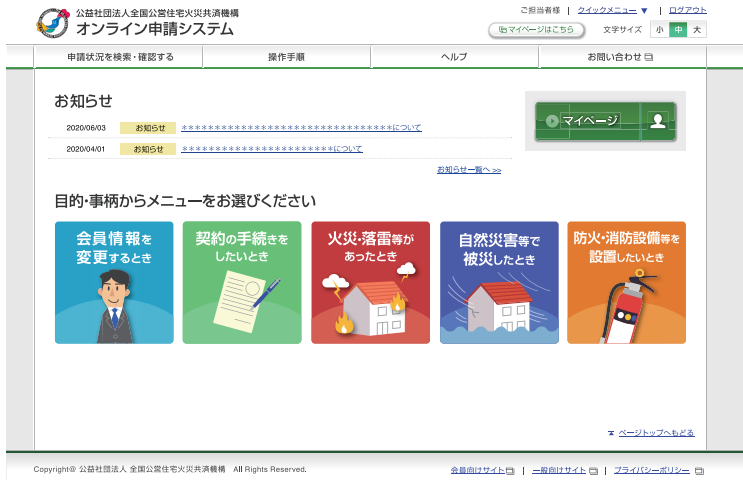 公益社団法人全国公営住宅火災共済機構
オンライン申請システム
ご担当者様 | クイックメニュー ▼ | ログアウト
マイページはこちら 文字サイズ 小 中 大
申請状況を検索・確認する 操作手順 ヘルプ お問い合わせ
お知らせ
2020/06/03 お知らせ ********************************について
2020/04/01 お知らせ ***********************について
お知らせ一覧へ >>
マイページ
目的・事柄からメニューをお選びください
会員情報を
変更するとき
契約の手続きを
したいとき
火災・落雷等が
あったとき
自然災害等で
被災したとき
防火・消防設備等を
設置したいとき
ページトップへもどる
Copyright@ 公益社団法人 全国公営住宅火災共済機構 All Rights Reserved.
会員向けサイト | 一般向けサイト | プライバシーポリシー